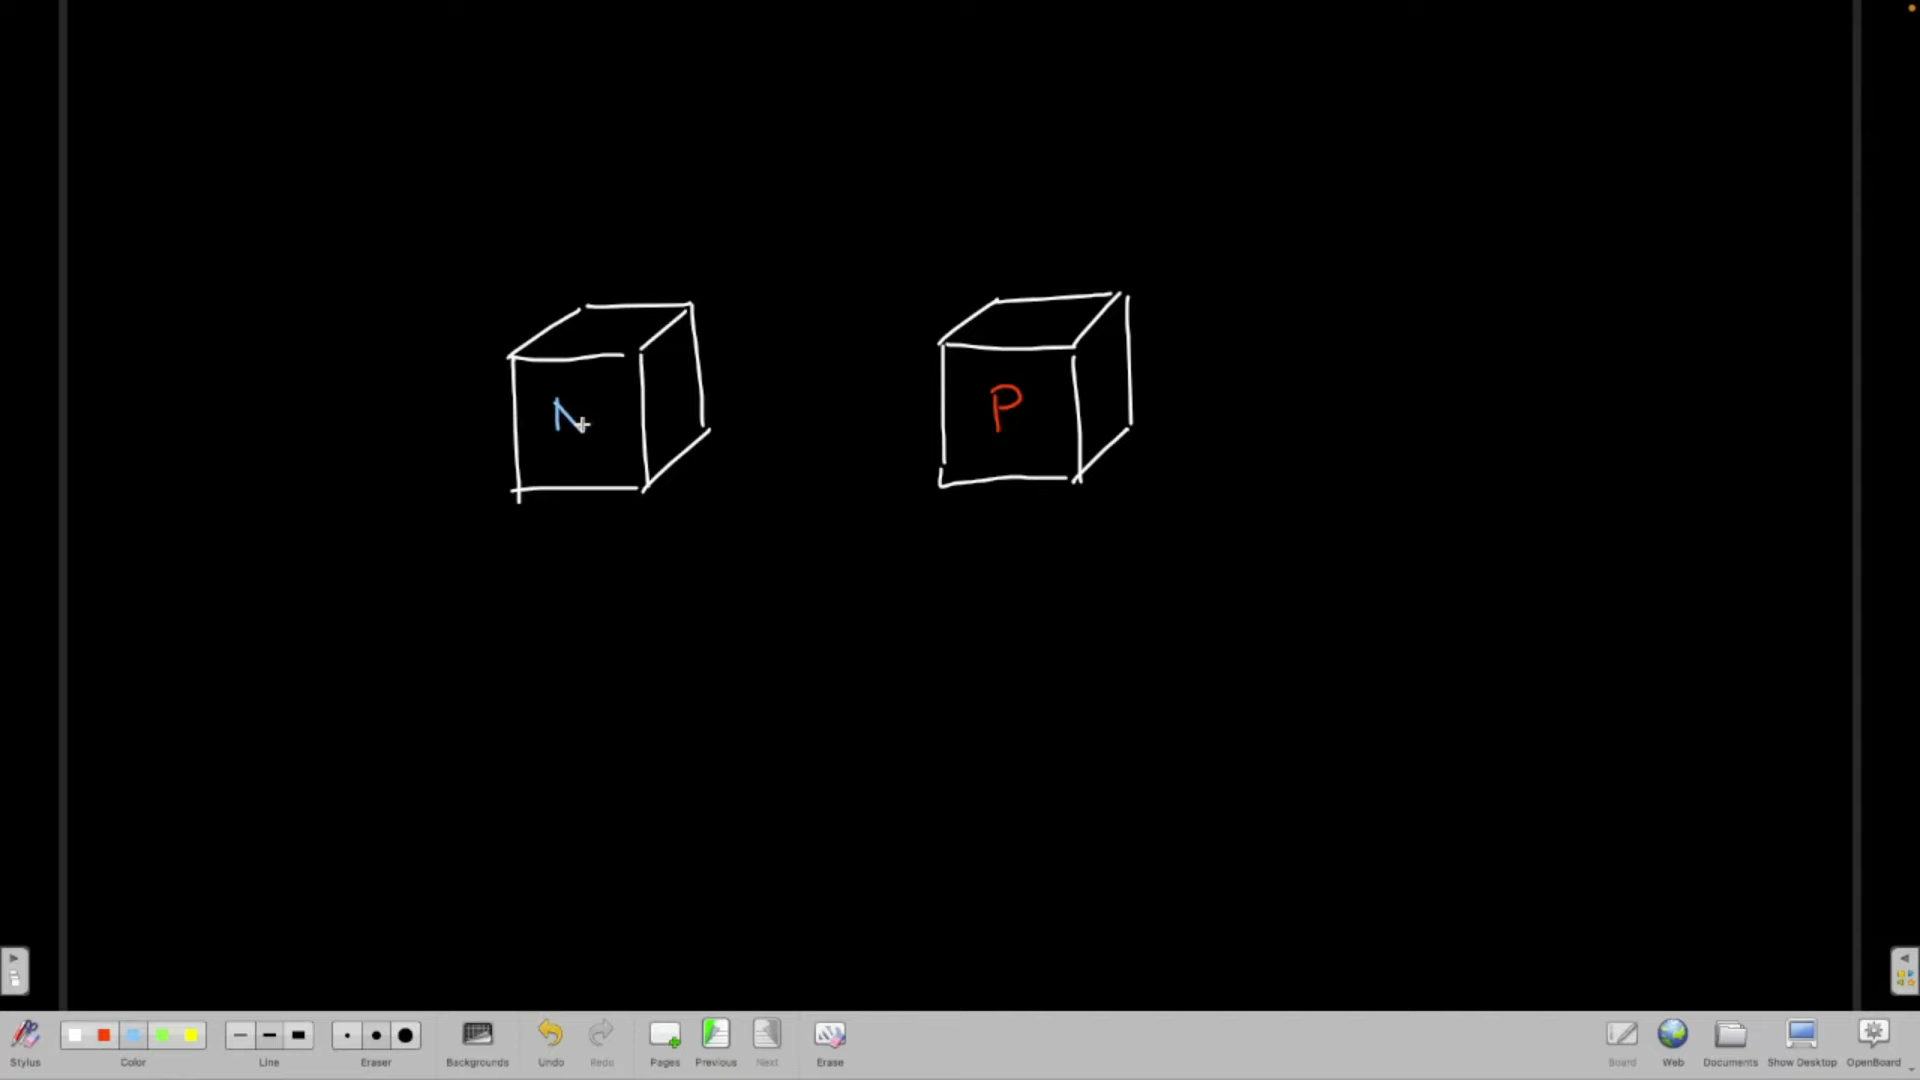 N
P
Stylus
Color
Line
Eraser
Backgrounds
Undo
Redo
Pages
Previous
Next
Erase
Board
Web
Documents
Show Desktop
OpenBoard